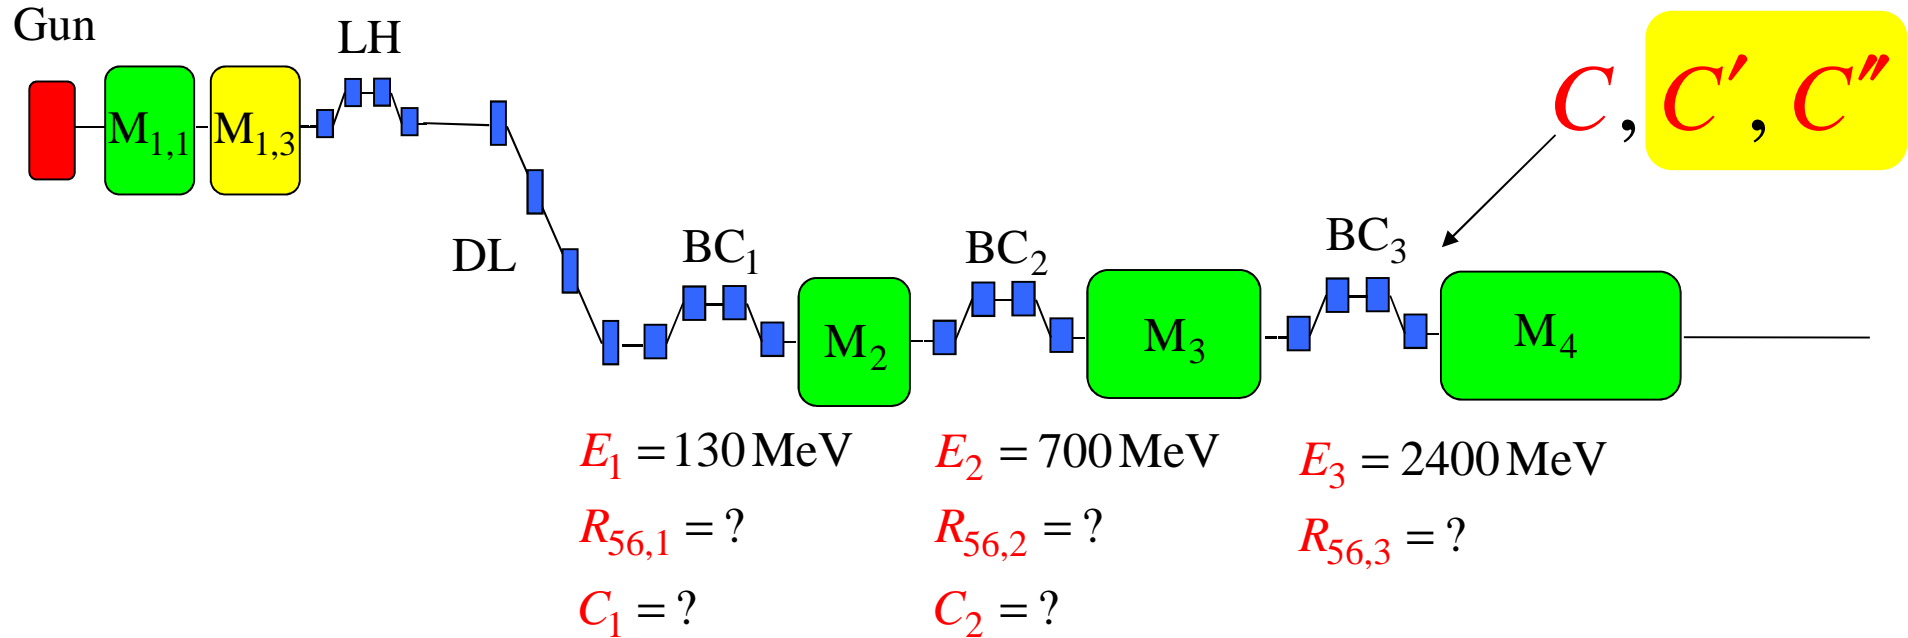 Gun
LH
C, C′, C″
M1,1
M1,3
DL
BC1
BC2
BC3
M2
M3
M4
E1 = 130 MeV
E2 = 700 MeV
E3 = 2400 MeV
R56,1 = ?
R56,2 = ?
R56,3 = ?
C1 = ?
C2 = ?